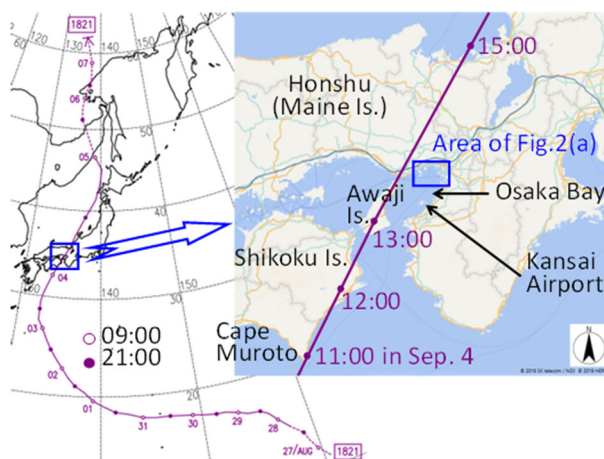 1821
130
140
150
07
06
50
05
40
04
30
03
02
01
31
30
29
28
27/AUG
1821
09:00
21:00
140
15:00
Honshu
(Maine Is.)
Area of Fig.2(a)
Awaji
Is.
Osaka Bay
13:00
Shikoku Is.
Kansai
Airport
12:00
Cape
Muroto
11:00 in Sep. 4